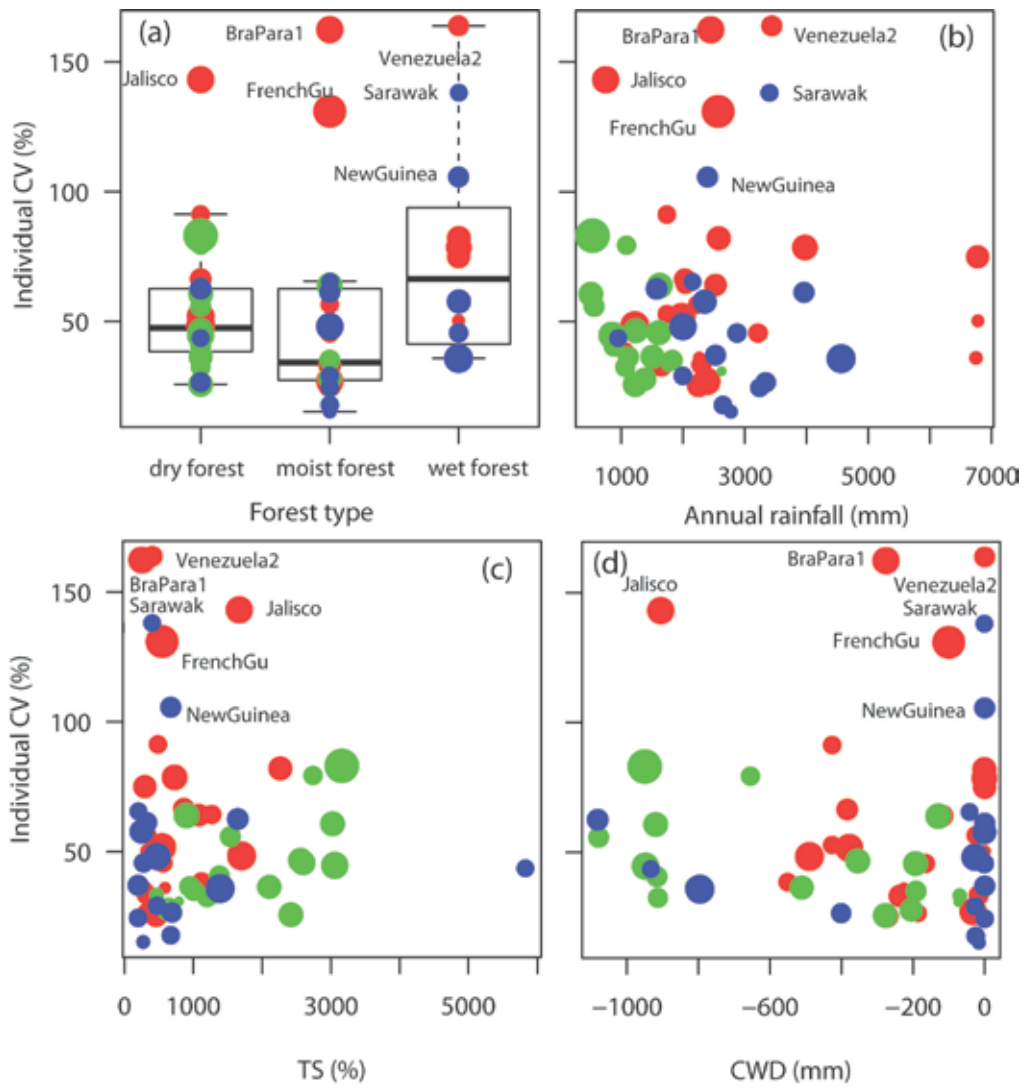 (a)
BraPara1
Jalisco
FrenchGu
Venezuela2
Sarawak
NewGuinea
150
100
50
Individual CV (%)
dry forest moist forest wet forest
Forest type
(b)
BraPara1
Venezuela2
Jalisco
Sarawak
FrenchGu
NewGuinea
1000 3000 5000 7000
Annual rainfall (mm)
(c)
Venezuela2
BraPara1
Sarawak
Jalisco
FrenchGu
NewGuinea
150
100
50
Individual CV (%)
0 1000 3000 5000
TS (%)
(d)
BraPara1
Jalisco
Venezuela2
Sarawak
FrenchGu
NewGuinea
−1000 −600 −200 0
CWD (mm)